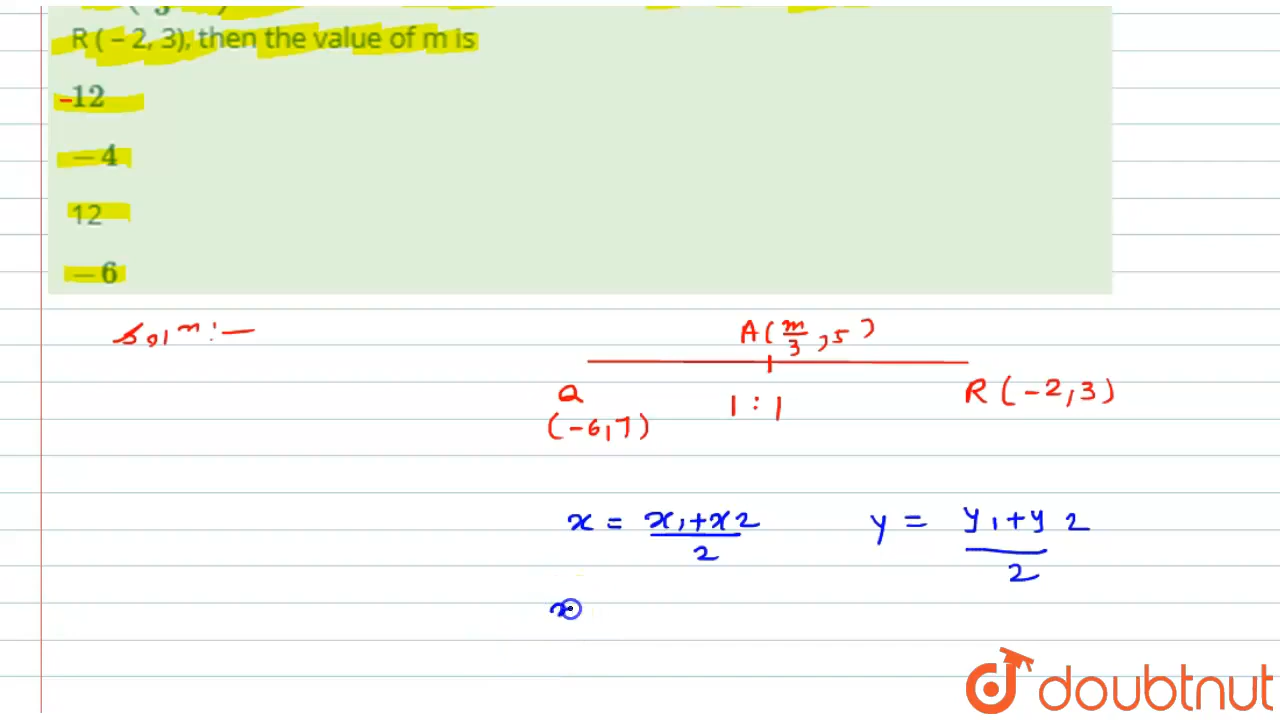 R ( – 2, 3), then the value of m is
-12
– 4
12
– 6
Soln :—
A ( m/3 , 5 )
Q
R ( -2, 3 )
(-6, 7)
1 : 1
x = x1 + x2 / 2
y = y1 + y2 / 2
x
doubtnut